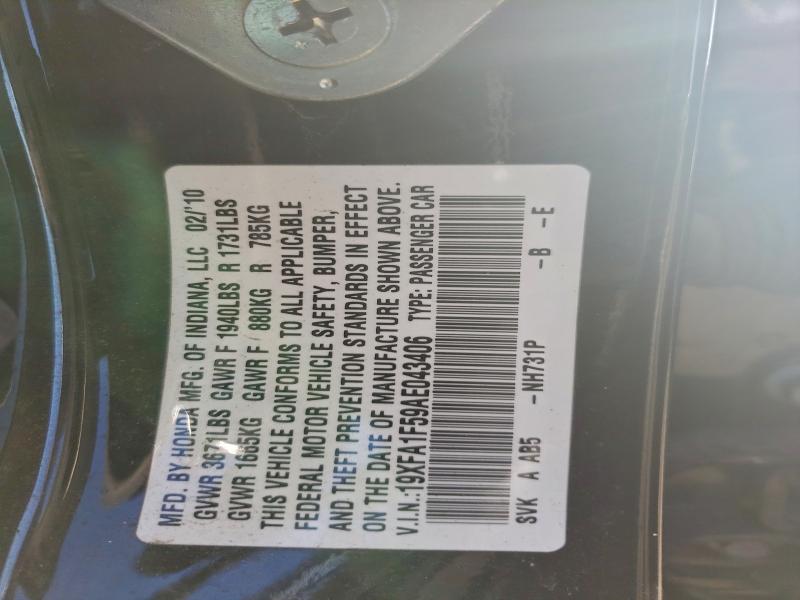 MFD. BY HONDA MFG. OF INDIANA, LLC 02/'10
GVWR 3671LBS GAWR F 1940LBS R 1731LBS
GVWR 1665KG GAWR F 880KG R 785KG
THIS VEHICLE CONFORMS TO ALL APPLICABLE
FEDERAL MOTOR VEHICLE SAFETY, BUMPER,
AND THEFT PREVENTION STANDARDS IN EFFECT
ON THE DATE OF MANUFACTURE SHOWN ABOVE.
V.I.N.:19XFA1F59AE043406 TYPE: PASSENGER CAR
SVK A AB5 -NH731P -B -E